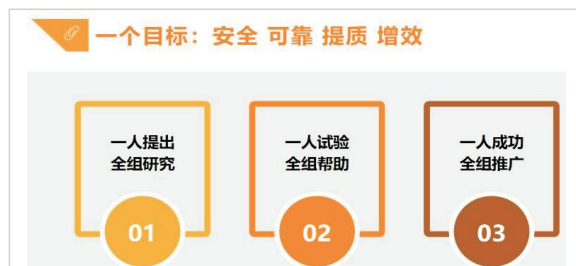 一个目标：安全 可靠 提质 增效
一人提出
全组研究
01
一人试验
全组帮助
02
一人成功
全组推广
03